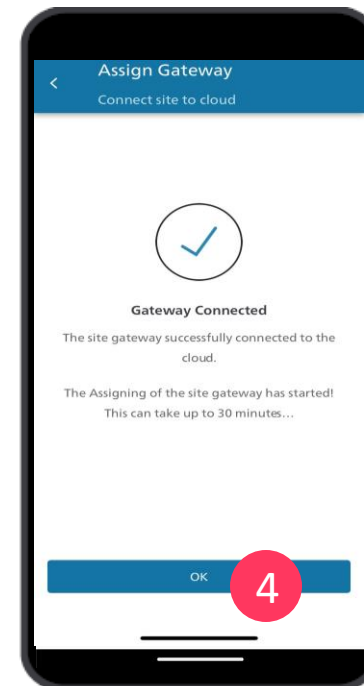 Assign Gateway
Connect site to cloud
Gateway Connected
The site gateway successfully connected to the
cloud.
The Assigning of the site gateway has started!
This can take up to 30 minutes...
OK
4